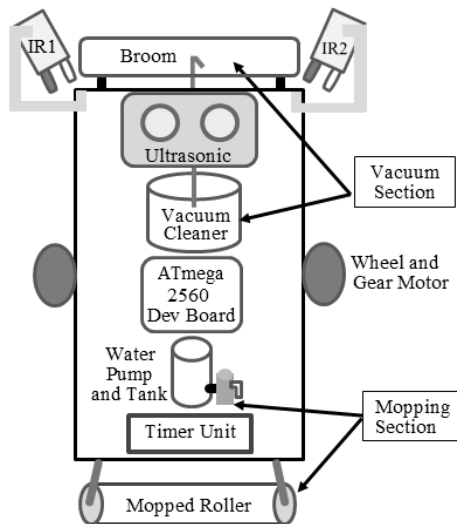 IR1
Broom
IR2
Ultrasonic
Vacuum
Section
Vacuum
Cleaner
Wheel and
Gear Motor
ATmega
2560
Dev Board
Water
Pump
and Tank
Mopping
Section
Timer Unit
Mopped Roller